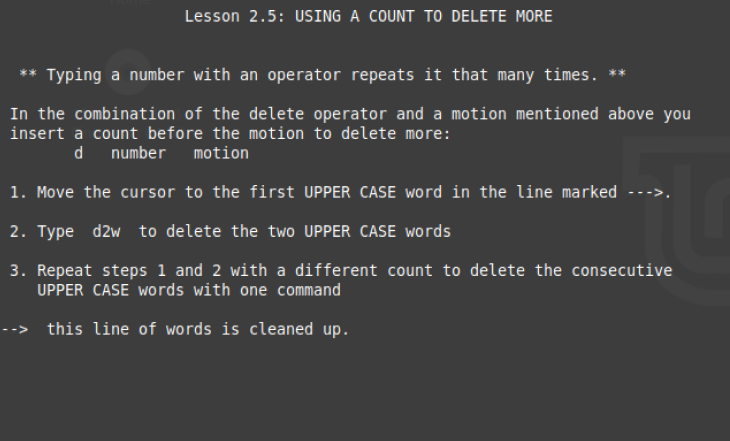 Lesson 2.5: USING A COUNT TO DELETE MORE
** Typing a number with an operator repeats it that many times. **
In the combination of the delete operator and a motion mentioned above you
insert a count before the motion to delete more:
d   number   motion
1. Move the cursor to the first UPPER CASE word in the line marked --->.
2. Type  d2w  to delete the two UPPER CASE words
3. Repeat steps 1 and 2 with a different count to delete the consecutive
UPPER CASE words with one command
-->  this line of words is cleaned up.